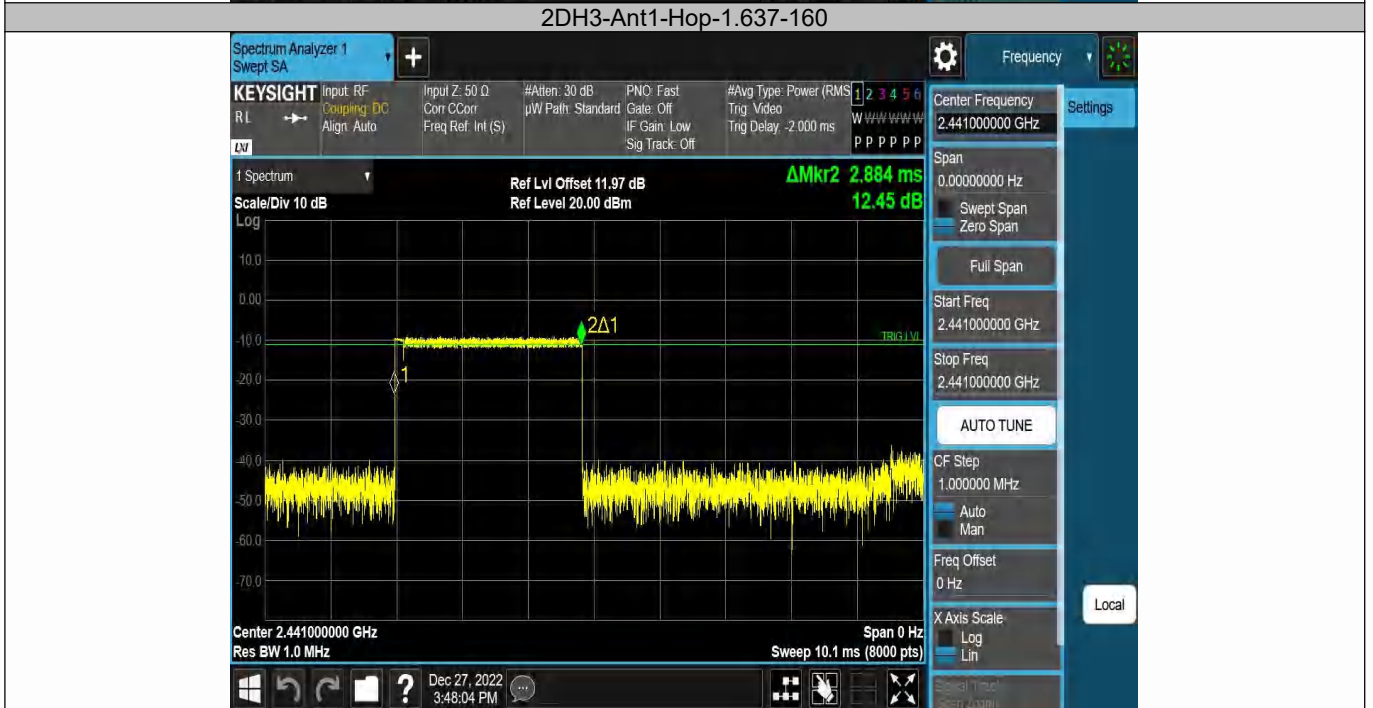 2DH3-Ant1-Hop-1.637-160
Spectrum Analyzer 1
Swept SA
+
Frequency
KEYSIGHT
RL
LXI
Input: RF
Coupling: DC
Align: Auto
Input Z: 50 Ω
Corr CCorr
Freq Ref: Int (S)
#Atten: 30 dB
µW Path: Standard
PNO: Fast
Gate: Off
IF Gain: Low
Sig Track: Off
#Avg Type: Power (RMS
Trig: Video
Trig Delay: -2.000 ms
1 2 3 4 5 6
W W W W W W
P P P P P P
Center Frequency
2.441000000 GHz
Settings
1 Spectrum
Scale/Div 10 dB
Ref Lvl Offset 11.97 dB
Ref Level 20.00 dBm
ΔMkr2 2.884 ms
12.45 dB
Log
10.0
0.00
-10.0
-20.0
-30.0
-40.0
-50.0
-60.0
-70.0
2Δ1
1
TRIG LVL
Span
0.00000000 Hz
Swept Span
Zero Span
Full Span
Start Freq
2.441000000 GHz
Stop Freq
2.441000000 GHz
AUTO TUNE
CF Step
1.000000 MHz
Auto
Man
Freq Offset
0 Hz
X Axis Scale
Log
Lin
Local
Center 2.441000000 GHz
Res BW 1.0 MHz
Span 0 Hz
Sweep 10.1 ms (8000 pts)
?
Dec 27, 2022
3:48:04 PM